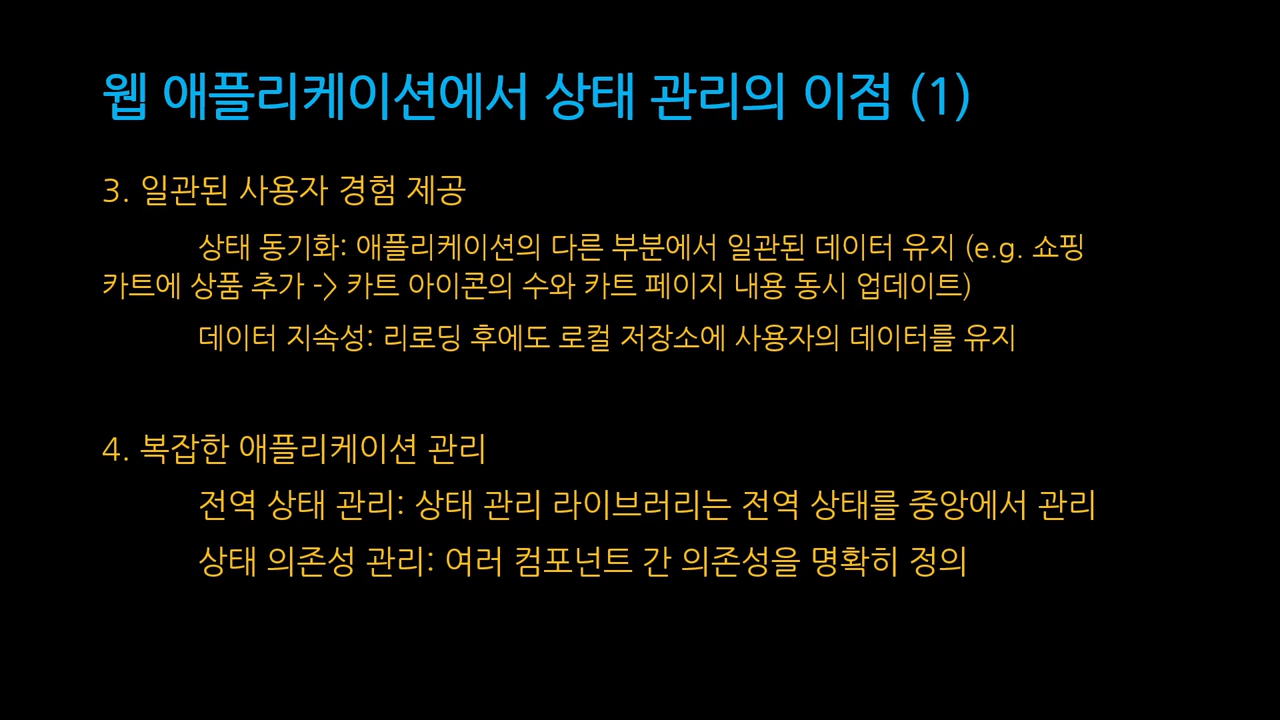 웹 애플리케이션에서 상태 관리의 이점 (1)
3. 일관된 사용자 경험 제공
상태 동기화: 애플리케이션의 다른 부분에서 일관된 데이터 유지 (e.g. 쇼핑
카트에 상품 추가 -> 카트 아이콘의 수와 카트 페이지 내용 동시 업데이트)
데이터 지속성: 리로딩 후에도 로컬 저장소에 사용자의 데이터를 유지
4. 복잡한 애플리케이션 관리
전역 상태 관리: 상태 관리 라이브러리는 전역 상태를 중앙에서 관리
상태 의존성 관리: 여러 컴포넌트 간 의존성을 명확히 정의